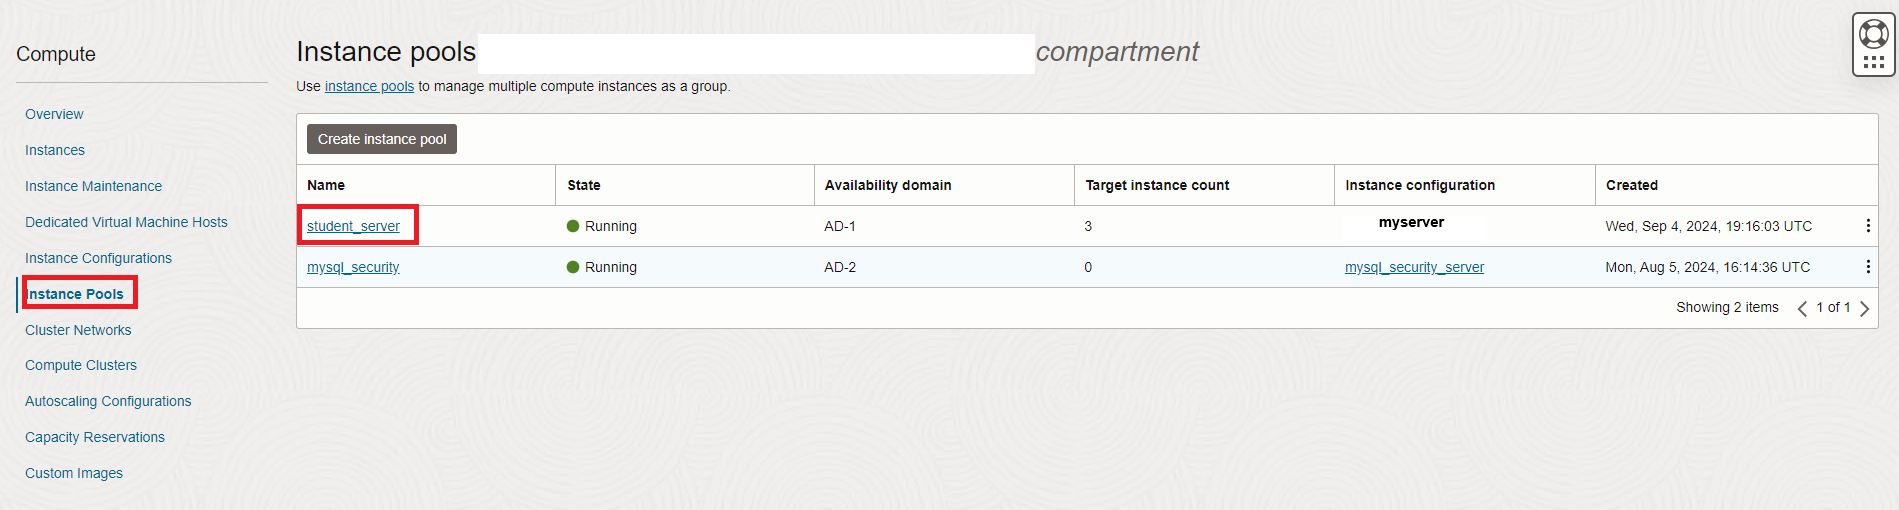 Compute
Overview
Instances
Instance Maintenance
Dedicated Virtual Machine Hosts
Instance Configurations
Instance Pools
Cluster Networks
Compute Clusters
Autoscaling Configurations
Capacity Reservations
Custom Images
Instance pools compartment
Use instance pools to manage multiple compute instances as a group.
Create instance pool
Name State Availability domain Target instance count Instance configuration Created
student_server Running AD-1 3 myserver Wed, Sep 4, 2024, 19:16:03 UTC
mysql_security Running AD-2 0 mysql_security_server Mon, Aug 5, 2024, 16:14:36 UTC
Showing 2 items 1 of 1